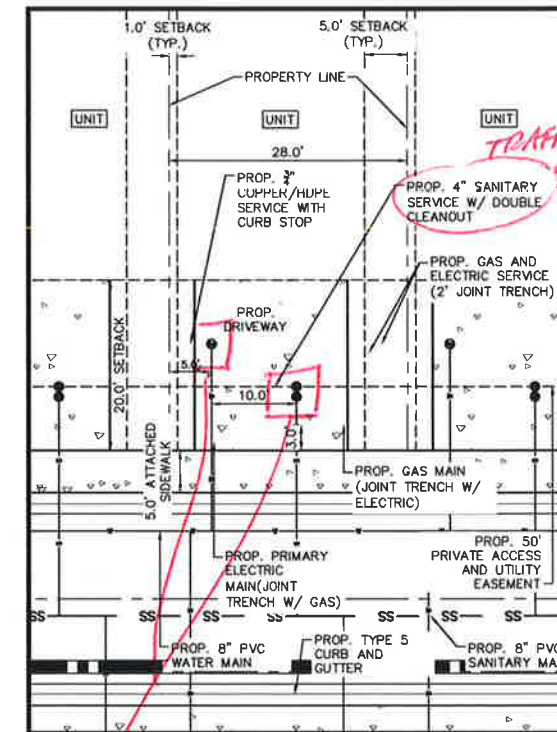 1.0' SETBACK
(TYP.)
5.0' SETBACK
(TYP.)
PROPERTY LINE
UNIT
UNIT
UNIT
28.0'
PROP. ¾"
COPPER/HDPE
SERVICE WITH
CURB STOP
PROP. 4" SANITARY
SERVICE W/ DOUBLE
CLEANOUT
PROP. GAS AND
ELECTRIC SERVICE
(2' JOINT TRENCH)
PROP.
DRIVEWAY
20.0' SETBACK
5.0'
10.0
3.0'
5.0' ATTACHED
SIDEWALK
PROP. GAS MAIN
(JOINT TRENCH W/
ELECTRIC)
PROP. PRIMARY
ELECTRIC
MAIN(JOINT
TRENCH W/ GAS)
PROP. 50'
PRIVATE ACCESS
AND UTILITY
EASEMENT
SS
SS
SS
SS
SS
PROP. 8" PVC
WATER MAIN
PROP. TYPE 5
CURB AND
GUTTER
PROP. 8" PVC
SANITARY MA